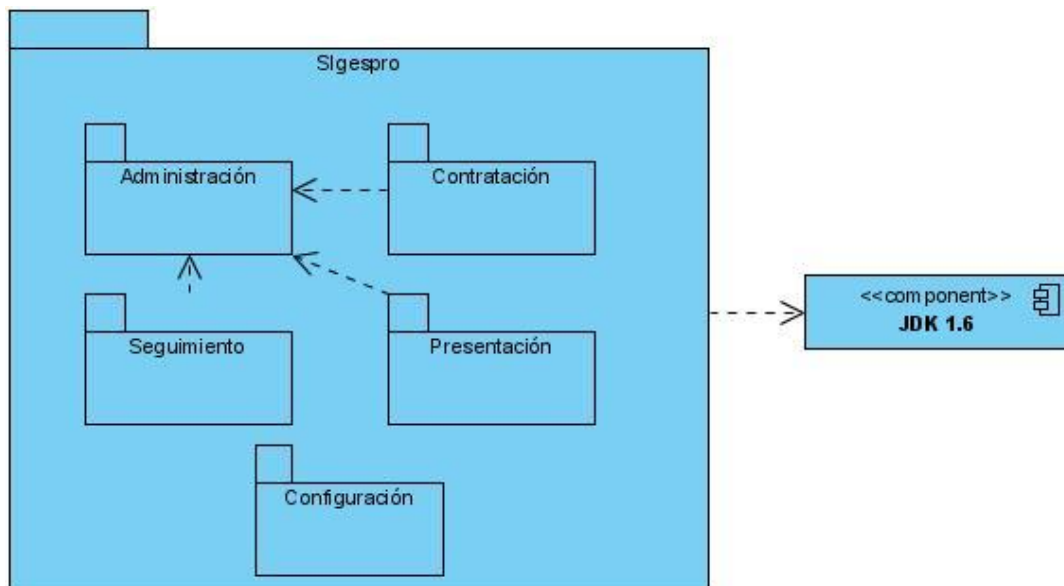 SIgespro
Administración
Contratación
<<component>>
JDK 1.6
Seguimiento
Presentación
Configuración